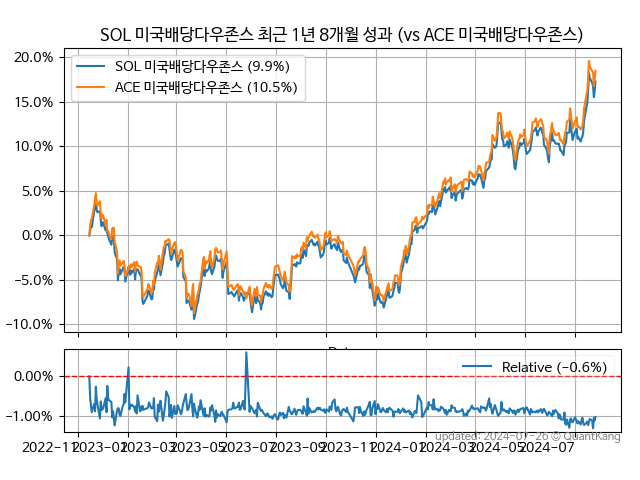 SOL 미국배당다우존스 최근 1년 8개월 성과 (vs ACE 미국배당다우존스)
20.0%
SOL 미국배당다우존스 (9.9%)
ACE 미국배당다우존스 (10.5%)
15.0%
10.0%
5.0%
0.0%
−5.0%
−10.0%
Relative (−0.6%)
0.00%
−1.00%
updated: 2024-07-26 © QuantKang
2022-11 2023-01 2023-03 2023-05 2023-07 2023-09 2023-11 2024-01 2024-03 2024-05 2024-07